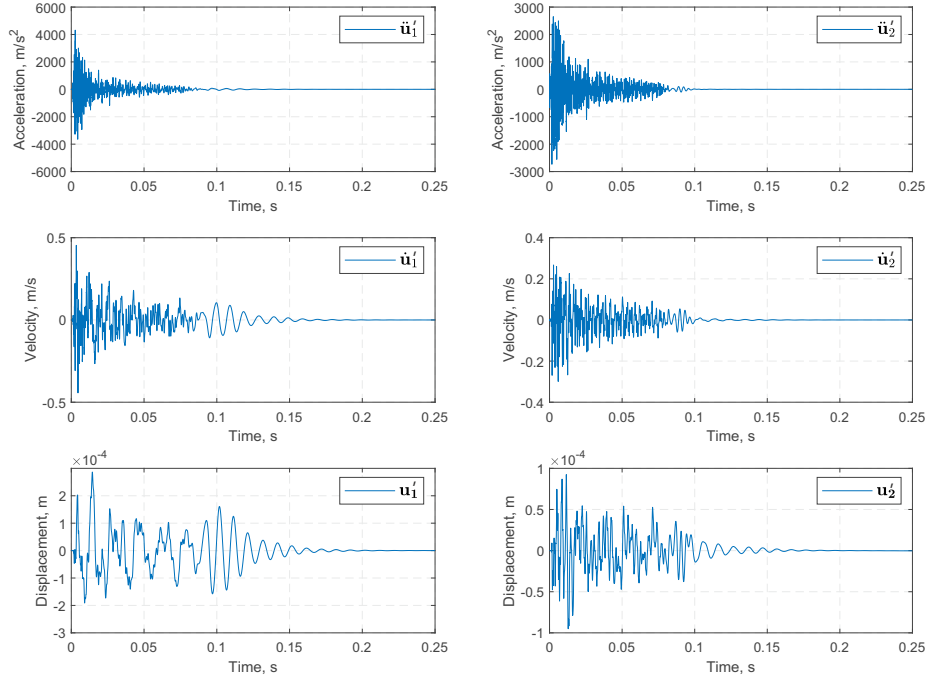 6000
4000
2000
0
-2000
-4000
-6000
Acceleration, m/s²
ü₁′
0 0.05 0.1 0.15 0.2 0.25
Time, s
3000
2000
1000
0
-1000
-2000
-3000
Acceleration, m/s²
ü₂′
0 0.05 0.1 0.15 0.2 0.25
Time, s
0.5
0
-0.5
Velocity, m/s
u̇₁′
0 0.05 0.1 0.15 0.2 0.25
Time, s
0.4
0.2
0
-0.2
-0.4
Velocity, m/s
u̇₂′
0 0.05 0.1 0.15 0.2 0.25
Time, s
×10⁻⁴
2
1
0
-1
-2
-3
Displacement, m
u₁′
0 0.05 0.1 0.15 0.2 0.25
Time, s
×10⁻⁴
1
0.5
0
-0.5
-1
Displacement, m
u₂′
0 0.05 0.1 0.15 0.2 0.25
Time, s